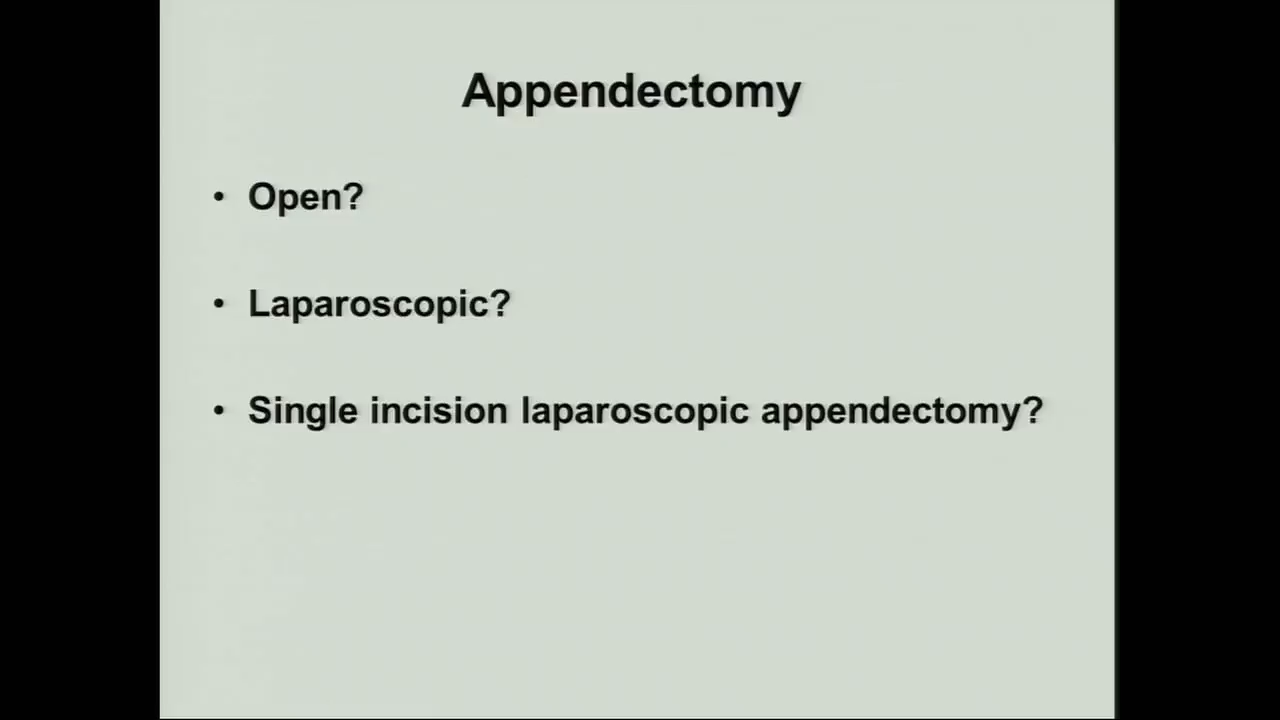 Appendectomy
• Open?
• Laparoscopic?
• Single incision laparoscopic appendectomy?